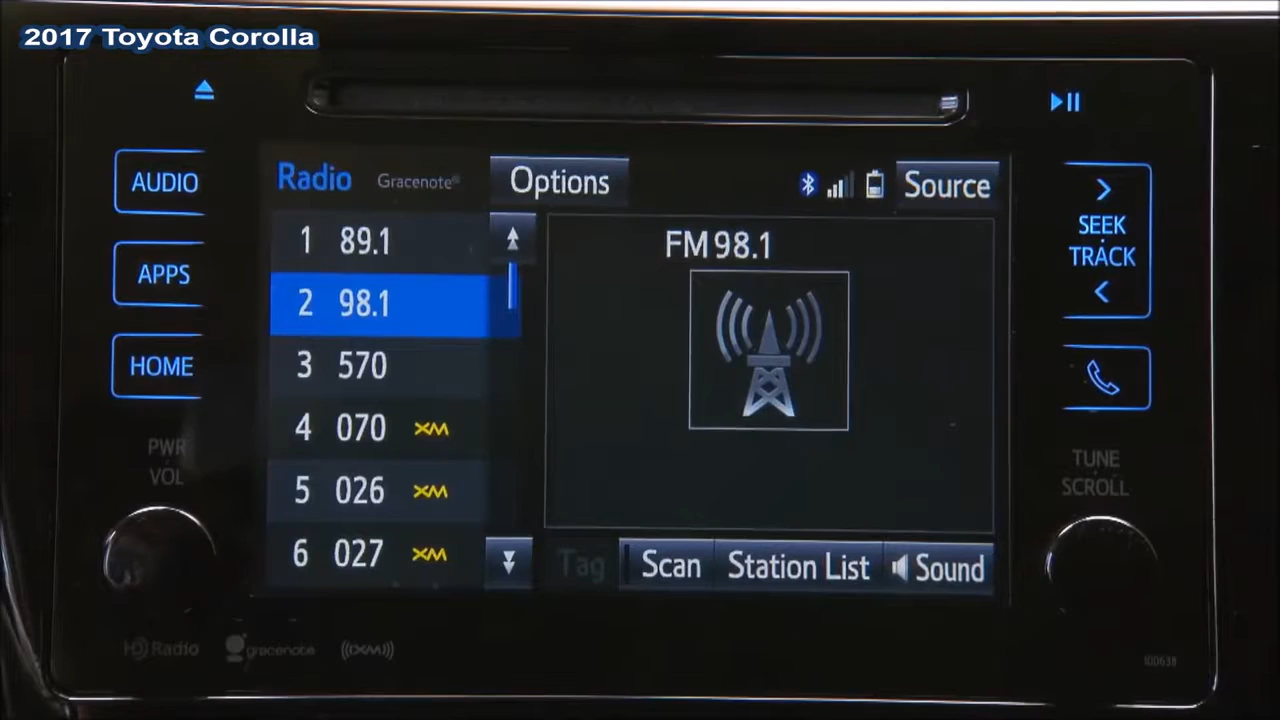 2017 Toyota Corolla
AUDIO
APPS
HOME
PWR
VOL
Radio Gracenote®
Options
Source
1 89.1
2 98.1
3 570
4 070 XM
5 026 XM
6 027 XM
FM 98.1
Tag
Scan
Station List
Sound
SEEK
TRACK
TUNE
SCROLL
HD Radio
gracenote
((XM))
100638